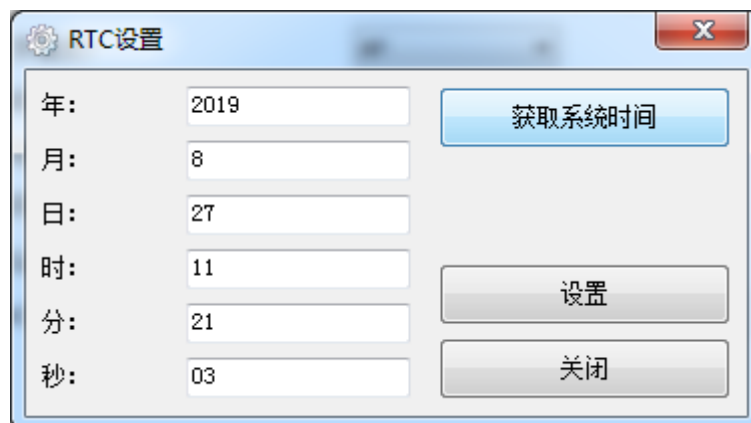 RTC设置
年: 2019
获取系统时间
月: 8
日: 27
时: 11
设置
分: 21
秒: 03
关闭